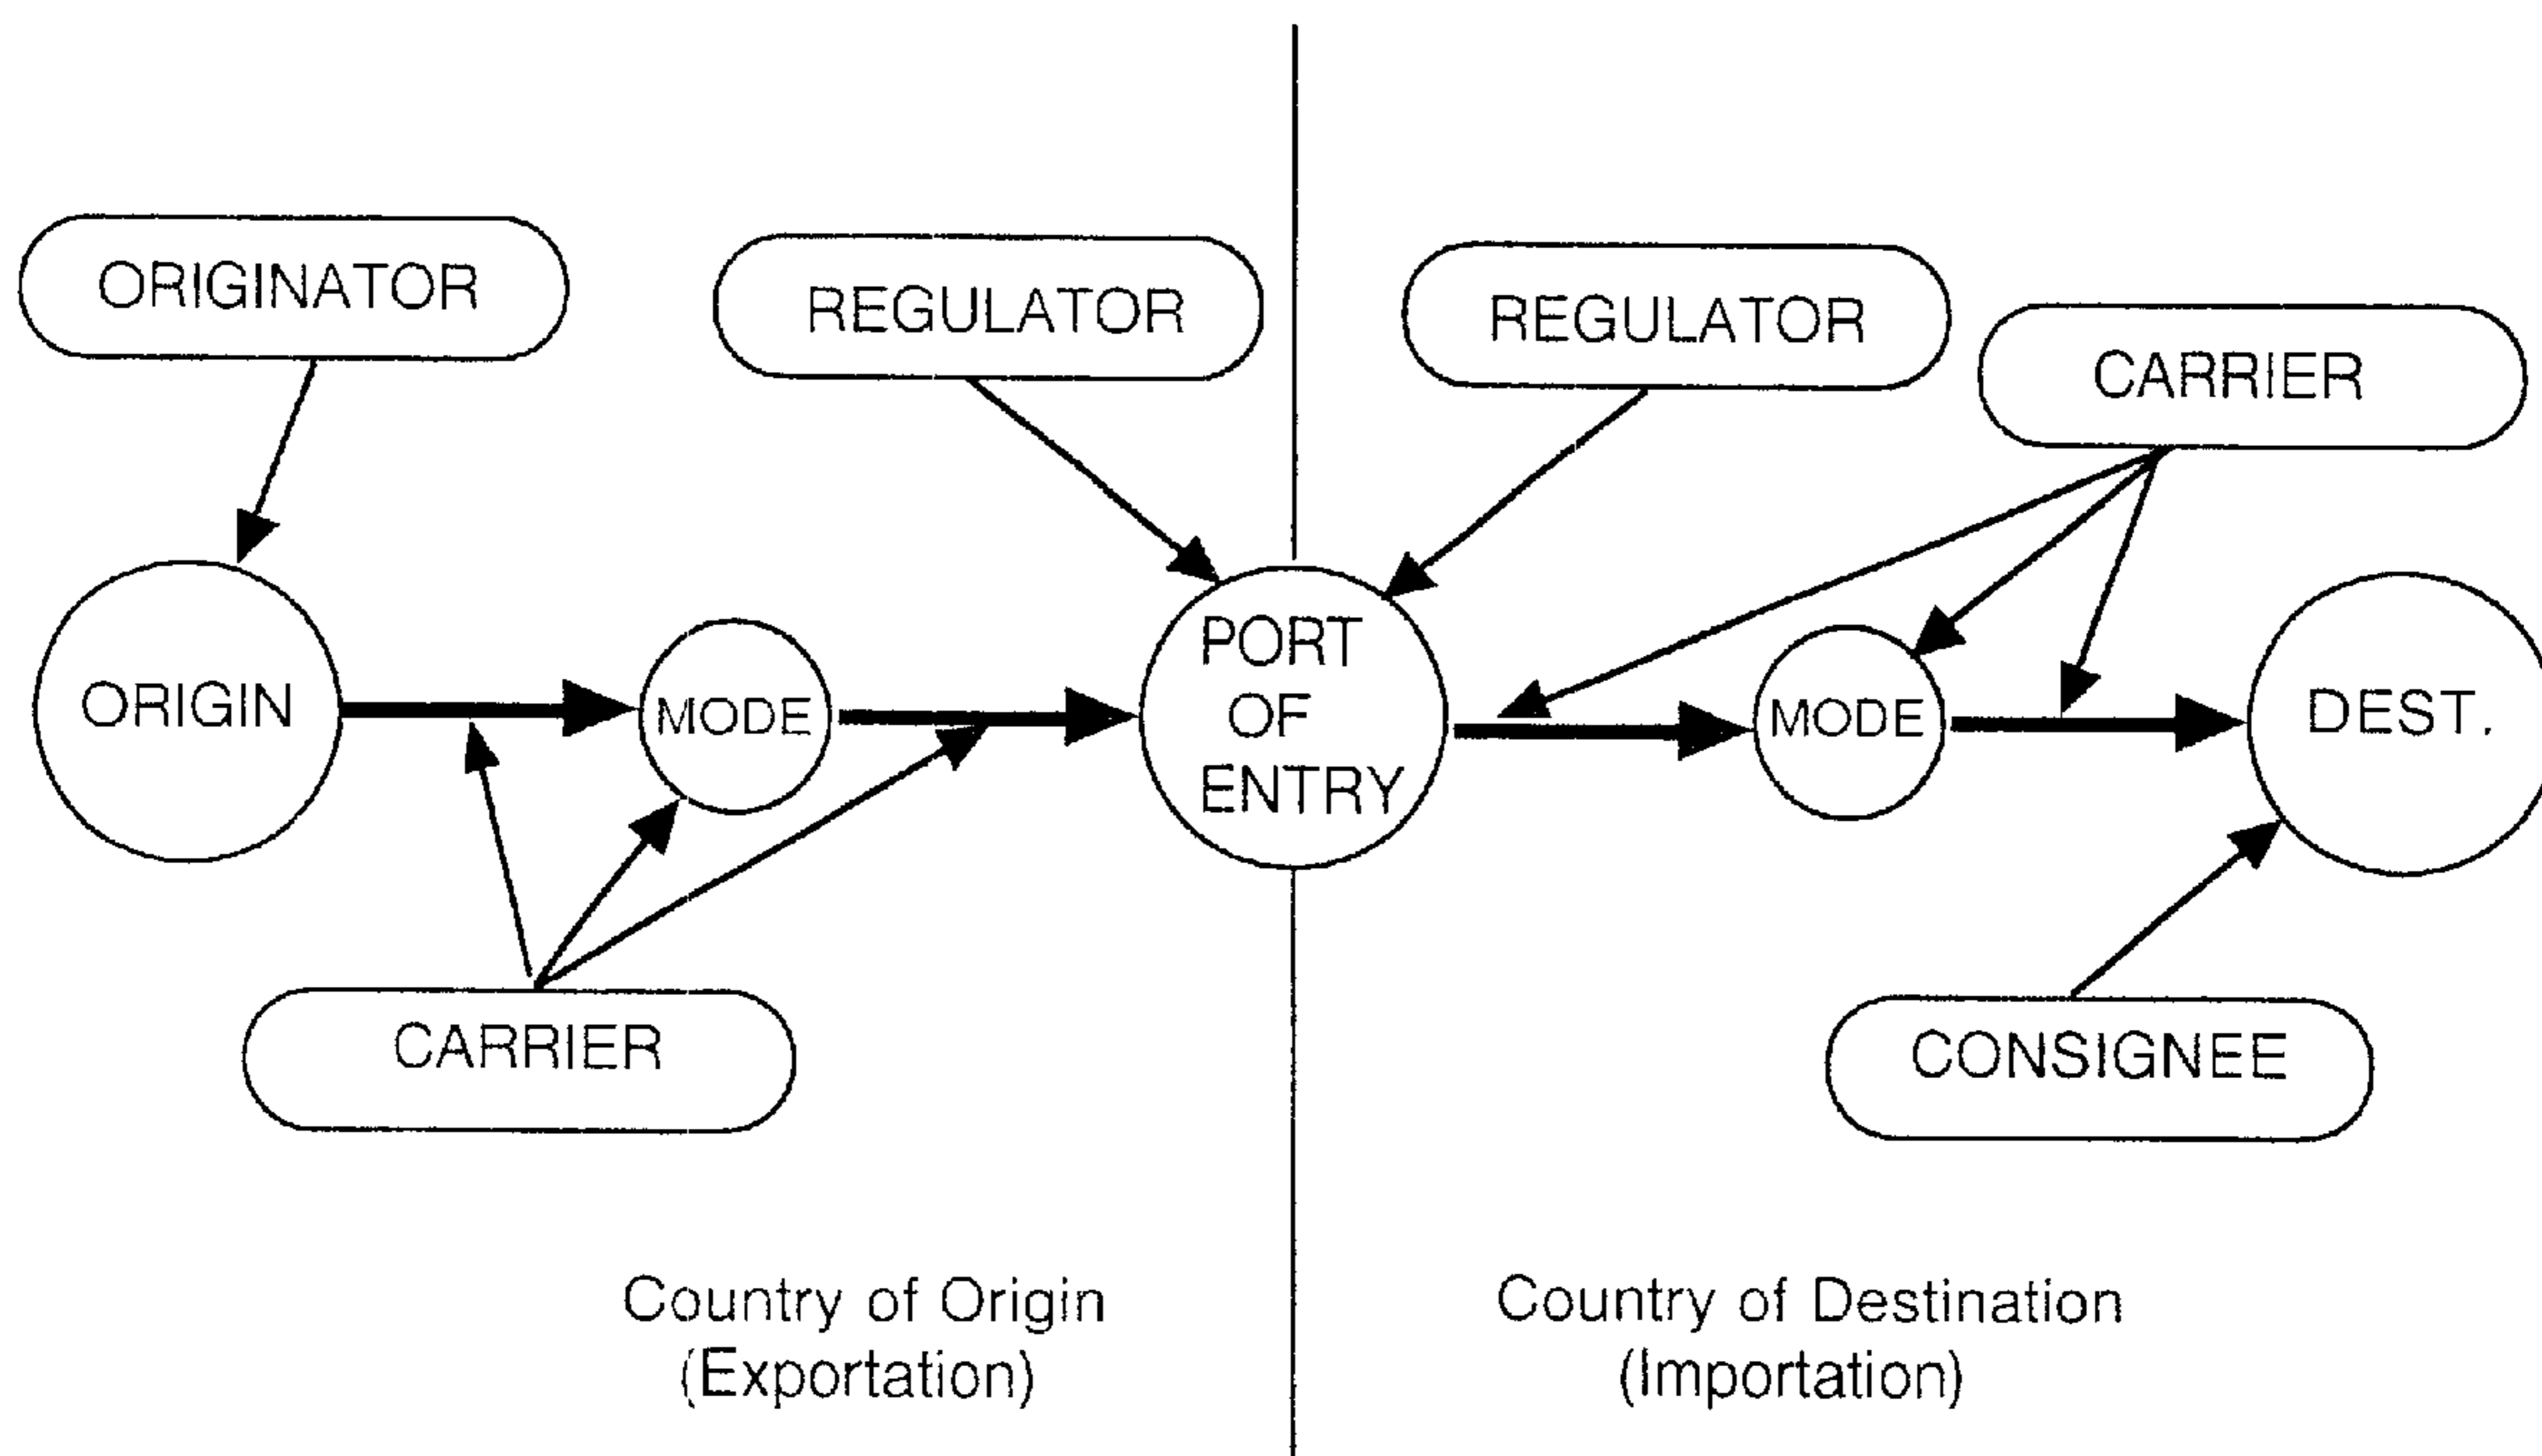 ORIGINATOR
REGULATOR
REGULATOR
CARRIER
ORIGIN
MODE
PORT
OF
ENTRY
MODE
DEST.
CARRIER
CONSIGNEE
Country of Origin
(Exportation)
Country of Destination
(Importation)